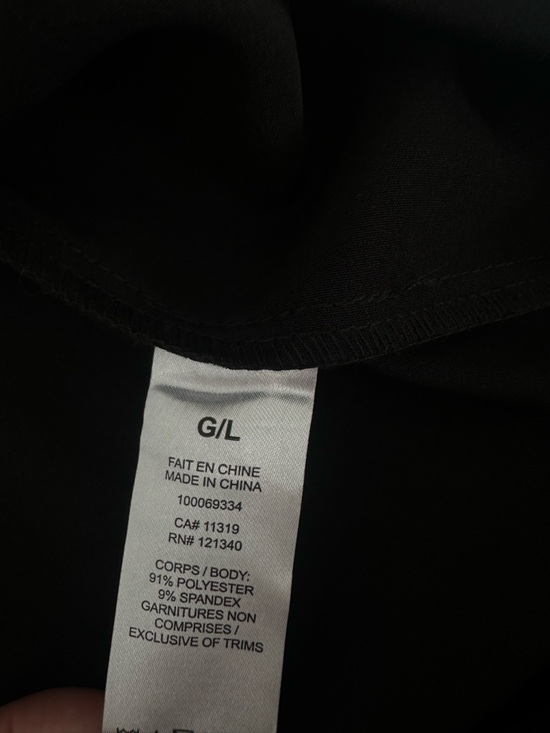 G/L
FAIT EN CHINE
MADE IN CHINA
100069334
CA# 11319
RN# 121340
CORPS / BODY:
91% POLYESTER
9% SPANDEX
GARNITURES NON
COMPRISES /
EXCLUSIVE OF TRIMS